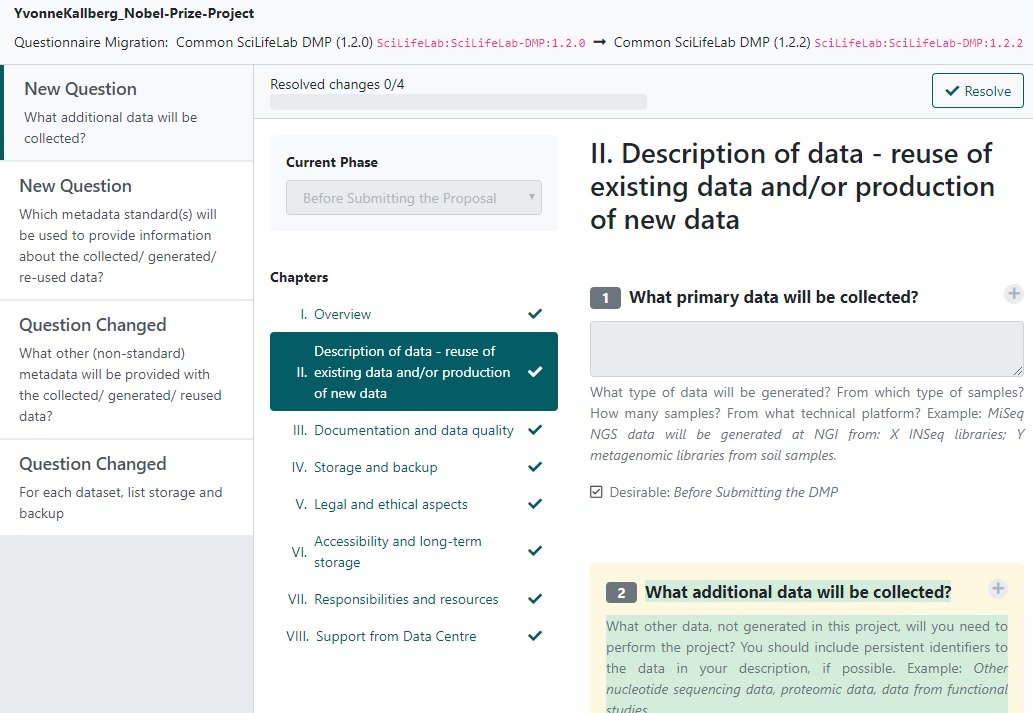 YvonneKallberg_Nobel-Prize-Project
Questionnaire Migration: Common SciLifeLab DMP (1.2.0) SciLifeLab:SciLifeLab-DMP:1.2.0 → Common SciLifeLab DMP (1.2.2) SciLifeLab:SciLifeLab-DMP:1.2.2
New Question
What additional data will be
collected?
New Question
Which metadata standard(s) will
be used to provide information
about the collected/ generated/
re-used data?
Question Changed
What other (non-standard)
metadata will be provided with
the collected/ generated/ reused
data?
Question Changed
For each dataset, list storage and
backup
Resolved changes 0/4
Resolve
Current Phase
Before Submitting the Proposal
Chapters
I. Overview
II. Description of data - reuse of
existing data and/or production
of new data
III. Documentation and data quality
IV. Storage and backup
V. Legal and ethical aspects
VI. Accessibility and long-term
storage
VII. Responsibilities and resources
VIII. Support from Data Centre
II. Description of data - reuse of
existing data and/or production
of new data
1 What primary data will be collected?
What type of data will be generated? From which type of samples?
How many samples? From what technical platform? Example: MiSeq
NGS data will be generated at NGI from: X INSeq libraries; Y
metagenomic libraries from soil samples.
Desirable: Before Submitting the DMP
2 What additional data will be collected?
What other data, not generated in this project, will you need to
perform the project? You should include persistent identifiers to
the data in your description, if possible. Example: Other
nucleotide sequencing data, proteomic data, data from functional
studies.